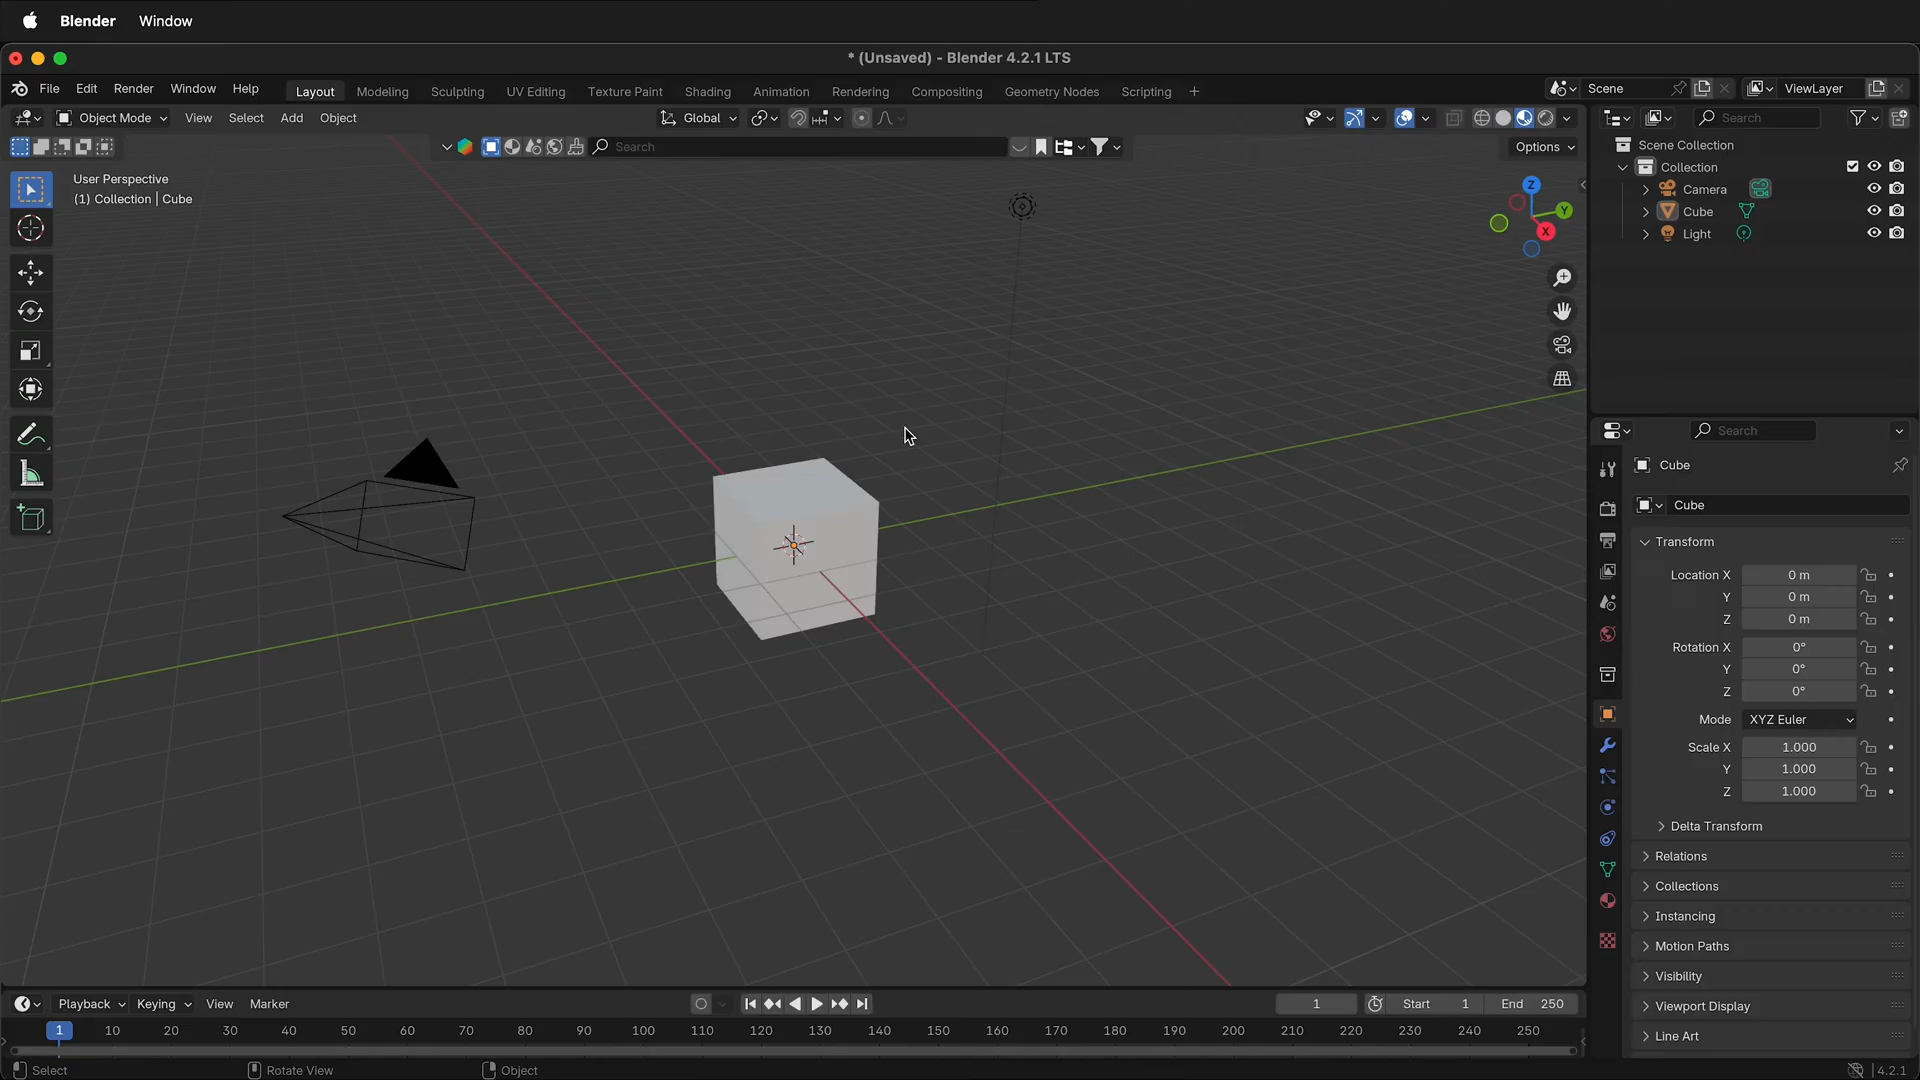 Blender Window
* (Unsaved) - Blender 4.2.1 LTS
File Edit Render Window Help Layout Modeling Sculpting UV Editing Texture Paint Shading Animation Rendering Compositing Geometry Nodes Scripting + Scene ViewLayer
Object Mode View Select Add Object Global Search
Search Options
User Perspective
(1) Collection | Cube
Z
Y
X
Scene Collection
Collection
Camera
Cube
Light
Search
Cube
Cube
Transform
Location X 0 m
Y 0 m
Z 0 m
Rotation X 0°
Y 0°
Z 0°
Mode XYZ Euler
Scale X 1.000
Y 1.000
Z 1.000
Delta Transform
Relations
Collections
Instancing
Motion Paths
Visibility
Viewport Display
Line Art
Playback Keying View Marker 1 Start 1 End 250
1 10 20 30 40 50 60 70 80 90 100 110 120 130 140 150 160 170 180 190 200 210 220 230 240 250
Select Rotate View Object 4.2.1